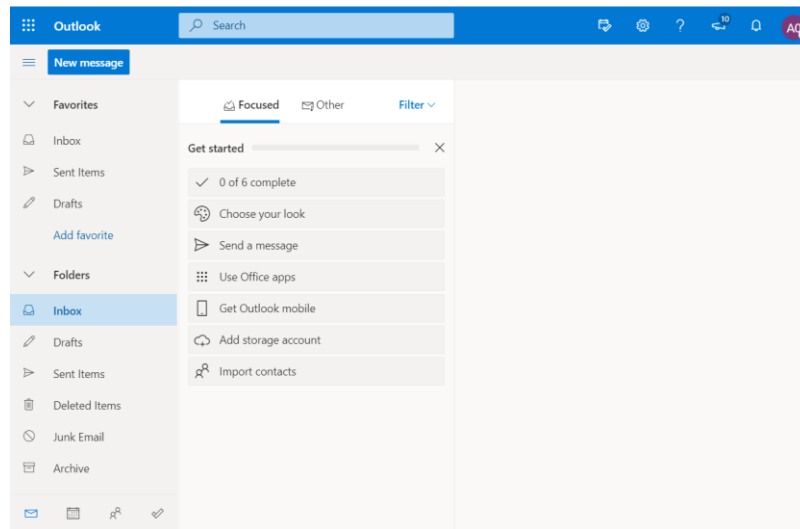 Outlook
Search
10
AQ
New message
Favorites
Inbox
Sent Items
Drafts
Add favorite
Folders
Inbox
Drafts
Sent Items
Deleted Items
Junk Email
Archive
Focused
Other
Filter
Get started
0 of 6 complete
Choose your look
Send a message
Use Office apps
Get Outlook mobile
Add storage account
Import contacts